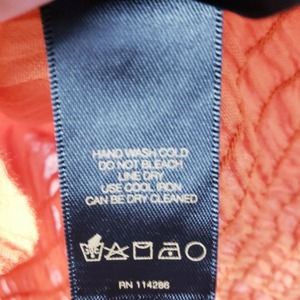 HAND WASH COLD
DO NOT BLEACH
LINE DRY
USE COOL IRON
CAN BE DRY CLEANED
RN 114286